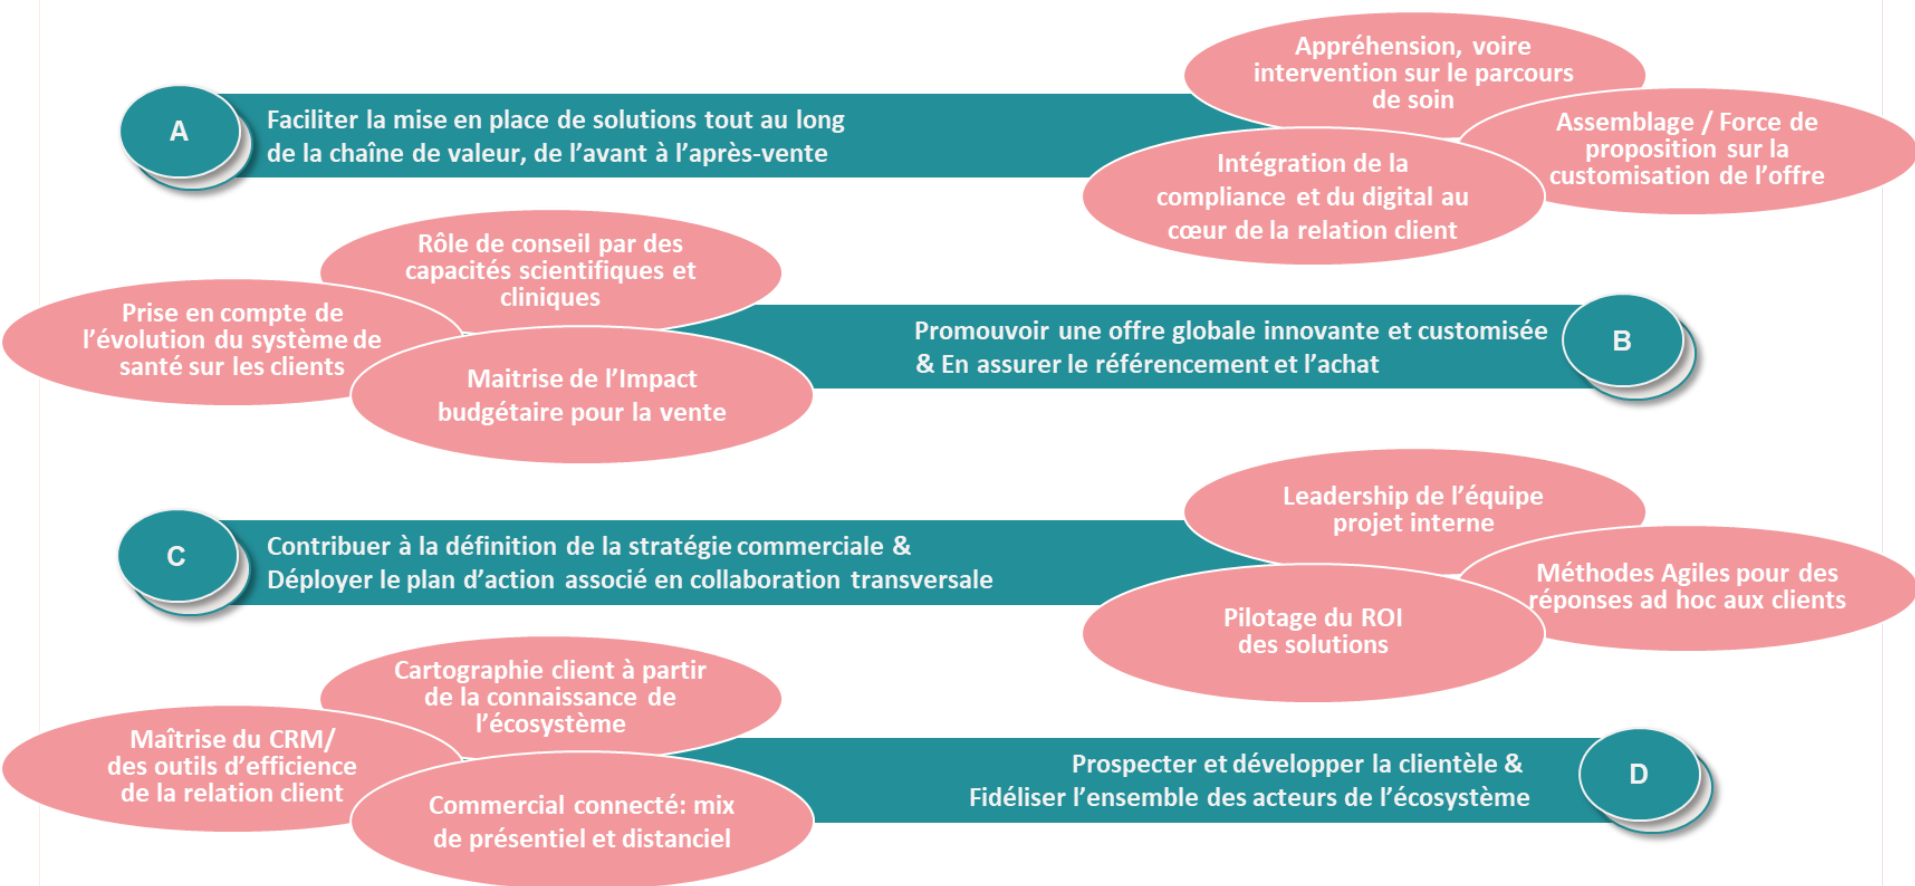 A
Faciliter la mise en place de solutions tout au long
de la chaîne de valeur, de l’avant à l’après-vente
Appréhension, voire
intervention sur le parcours
de soin
Assemblage / Force de
proposition sur la
customisation de l’offre
Intégration de la
compliance et du digital au
cœur de la relation client
Rôle de conseil par des
capacités scientifiques et
cliniques
Prise en compte de
l’évolution du système de
santé sur les clients
Maitrise de l’Impact
budgétaire pour la vente
Promouvoir une offre globale innovante et customisée
& En assurer le référencement et l’achat
B
C
Contribuer à la définition de la stratégie commerciale &
Déployer le plan d’action associé en collaboration transversale
Leadership de l’équipe
projet interne
Méthodes Agiles pour des
réponses ad hoc aux clients
Pilotage du ROI
des solutions
Cartographie client à partir
de la connaissance de
l’écosystème
Maîtrise du CRM/
des outils d’efficience
de la relation client
Commercial connecté: mix
de présentiel et distanciel
Prospecter et développer la clientèle &
Fidéliser l’ensemble des acteurs de l’écosystème
D